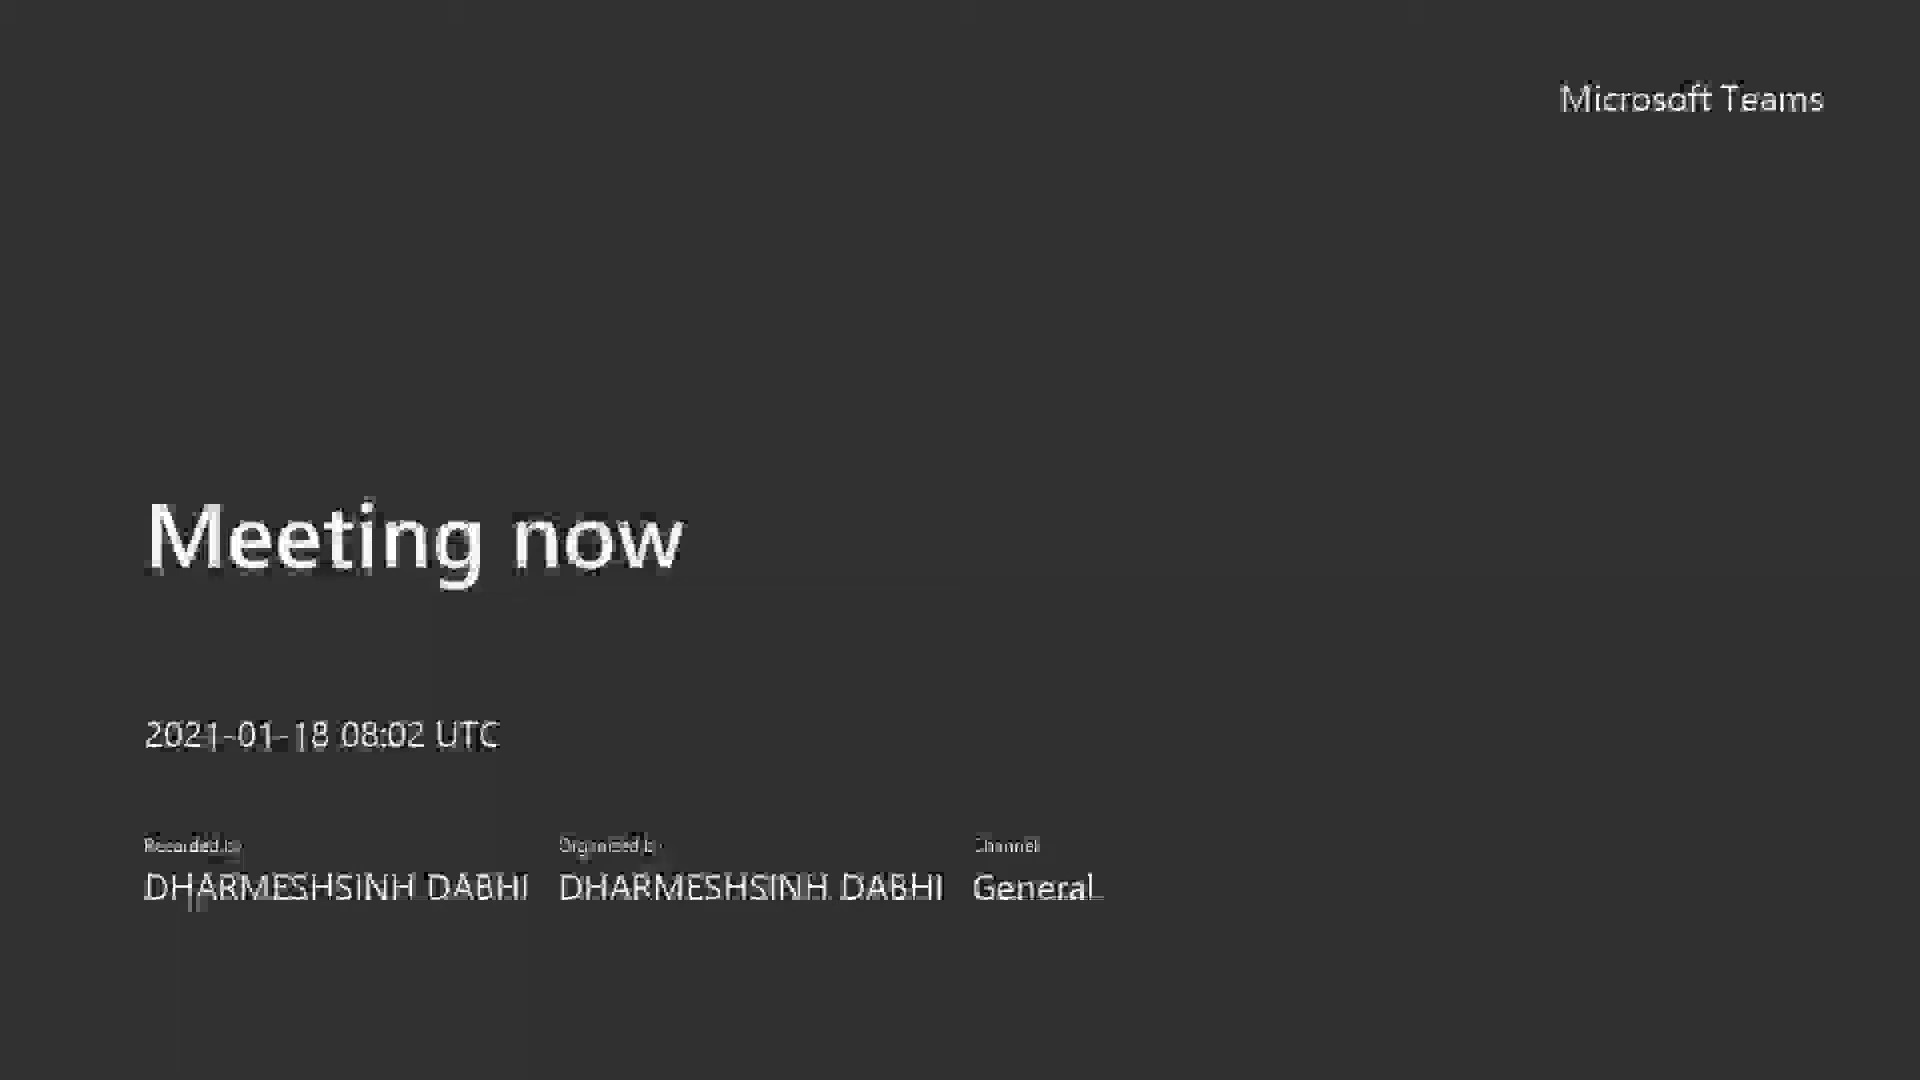 Microsoft Teams
Meeting now
2021-01-18 08:02 UTC
Recorded by Organized by Channel
DHARMESHSINH DABHI DHARMESHSINH DABHI General